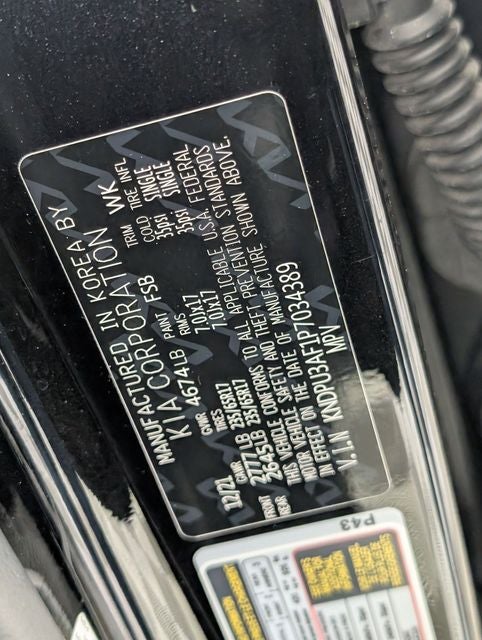 MANUFACTURED IN KOREA BY
KIA CORPORATION
GVWR 4674LB PAINT FSB TRIM WK
12/21 GAWR TIRES RIMS COLD TIRE INFL
FRONT 2777LB 235/65R17 7.0Jx17 35psi SINGLE
REAR 2645LB 235/65R17 7.0Jx17 35psi SINGLE
THIS VEHICLE CONFORMS TO ALL APPLICABLE U.S.A. FEDERAL
MOTOR VEHICLE SAFETY AND THEFT PREVENTION STANDARDS
IN EFFECT ON THE DATE OF MANUFACTURE SHOWN ABOVE.
V.I.N KNDPU3AF1P7034389
MPV
P43